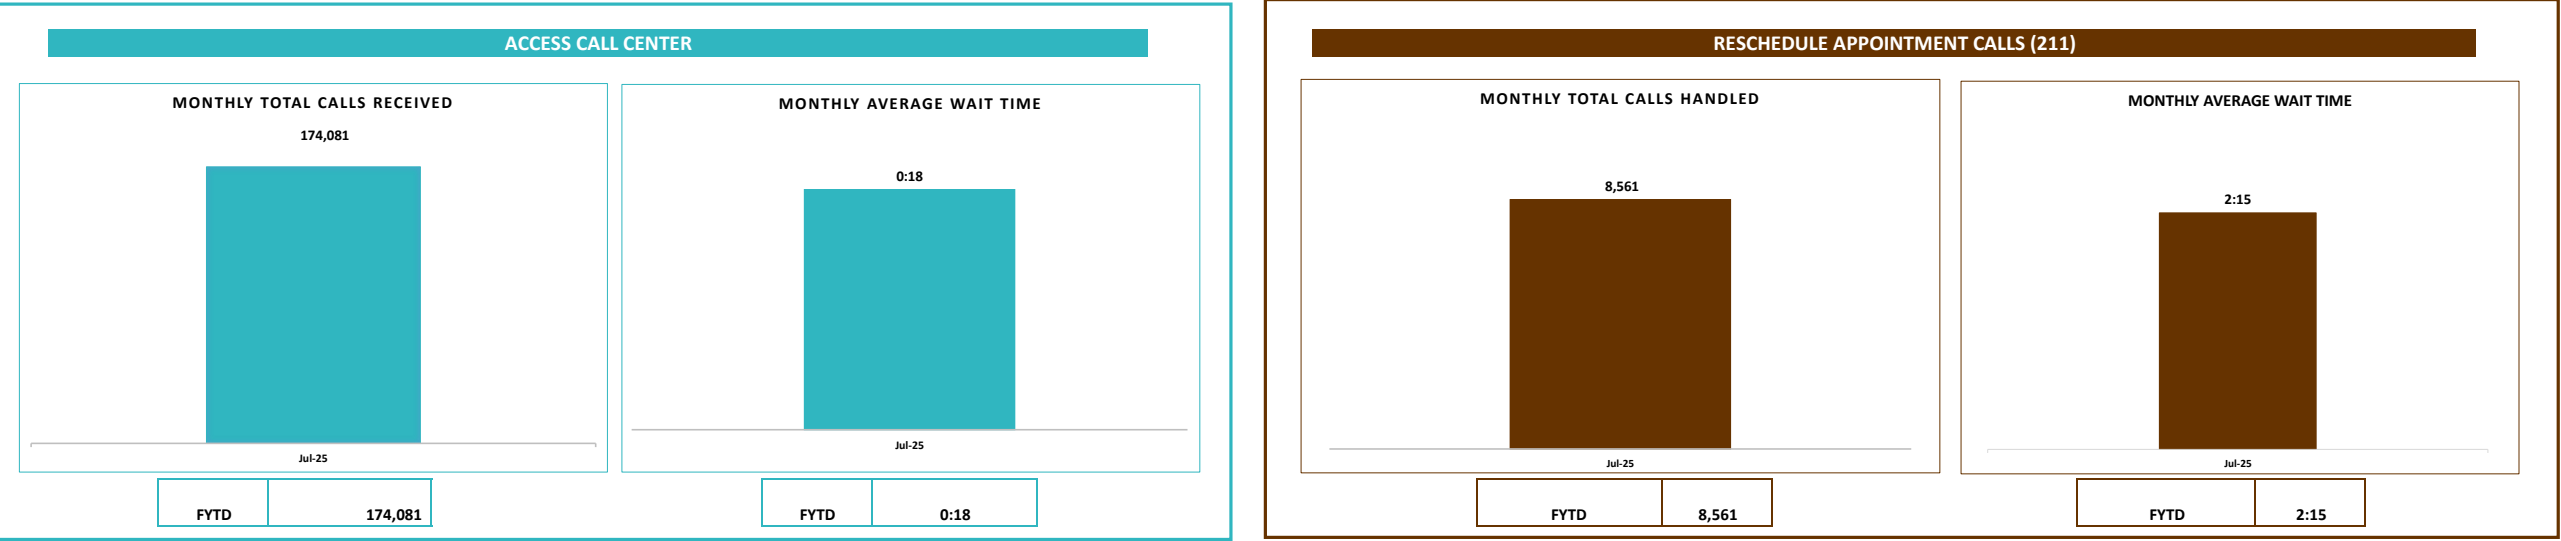 ACCESS CALL CENTER
MONTHLY TOTAL CALLS RECEIVED
174,081
Jul-25
FYTD 174,081
MONTHLY AVERAGE WAIT TIME
0:18
Jul-25
FYTD 0:18
RESCHEDULE APPOINTMENT CALLS (211)
MONTHLY TOTAL CALLS HANDLED
8,561
Jul-25
FYTD 8,561
MONTHLY AVERAGE WAIT TIME
2:15
Jul-25
FYTD 2:15